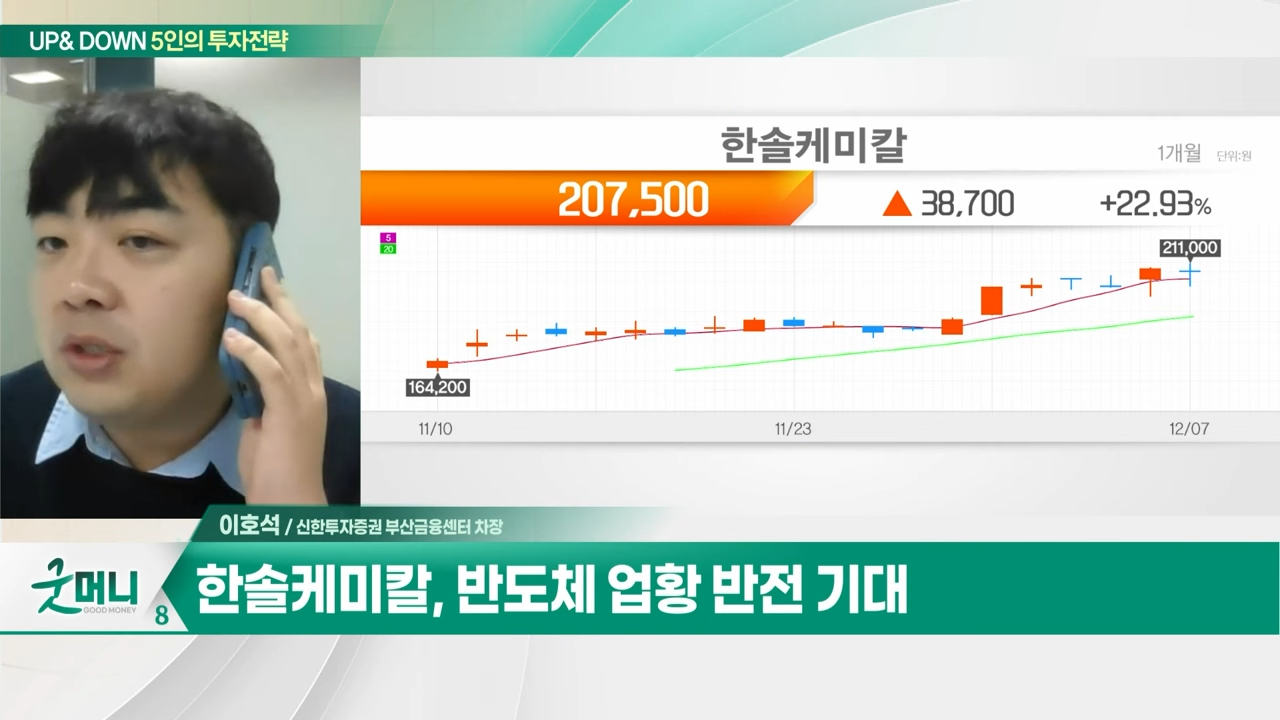 UP& DOWN 5인의 투자전략
한솔케미칼
1개월 단위:원
207,500 ▲ 38,700 +22.93%
5
20
211,000
164,200
11/10 11/23 12/07
이호석 / 신한투자증권 부산금융센터 차장
굿머니
GOOD MONEY
8
한솔케미칼, 반도체 업황 반전 기대